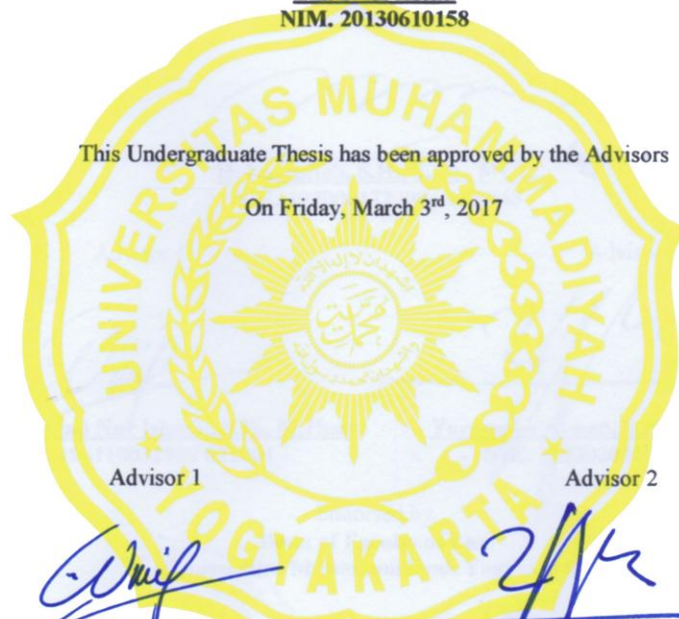 NIM. 20130610158
UNIVERSITAS MUHAMMADIYAH
This Undergraduate Thesis has been approved by the Advisors
On Friday, March 3rd, 2017
Advisor 1
Advisor 2
YOGYAKARTA